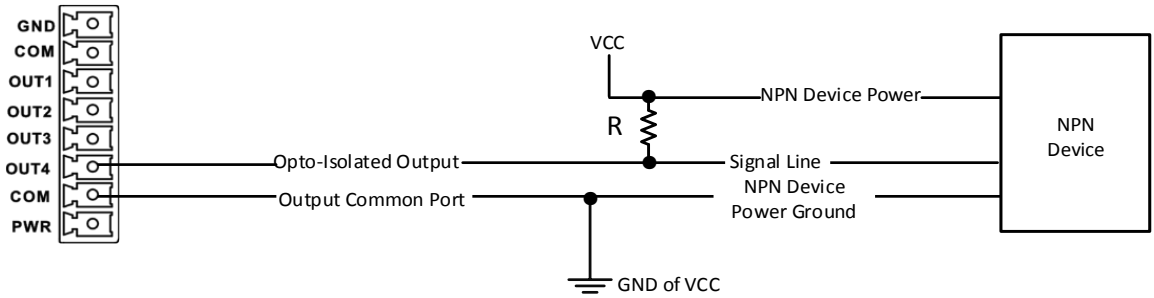 GND
COM
OUT1
OUT2
OUT3
OUT4
COM
PWR
VCC
NPN Device Power
R
Opto-Isolated Output
Signal Line
Output Common Port
NPN Device
Power Ground
GND of VCC
NPN
Device